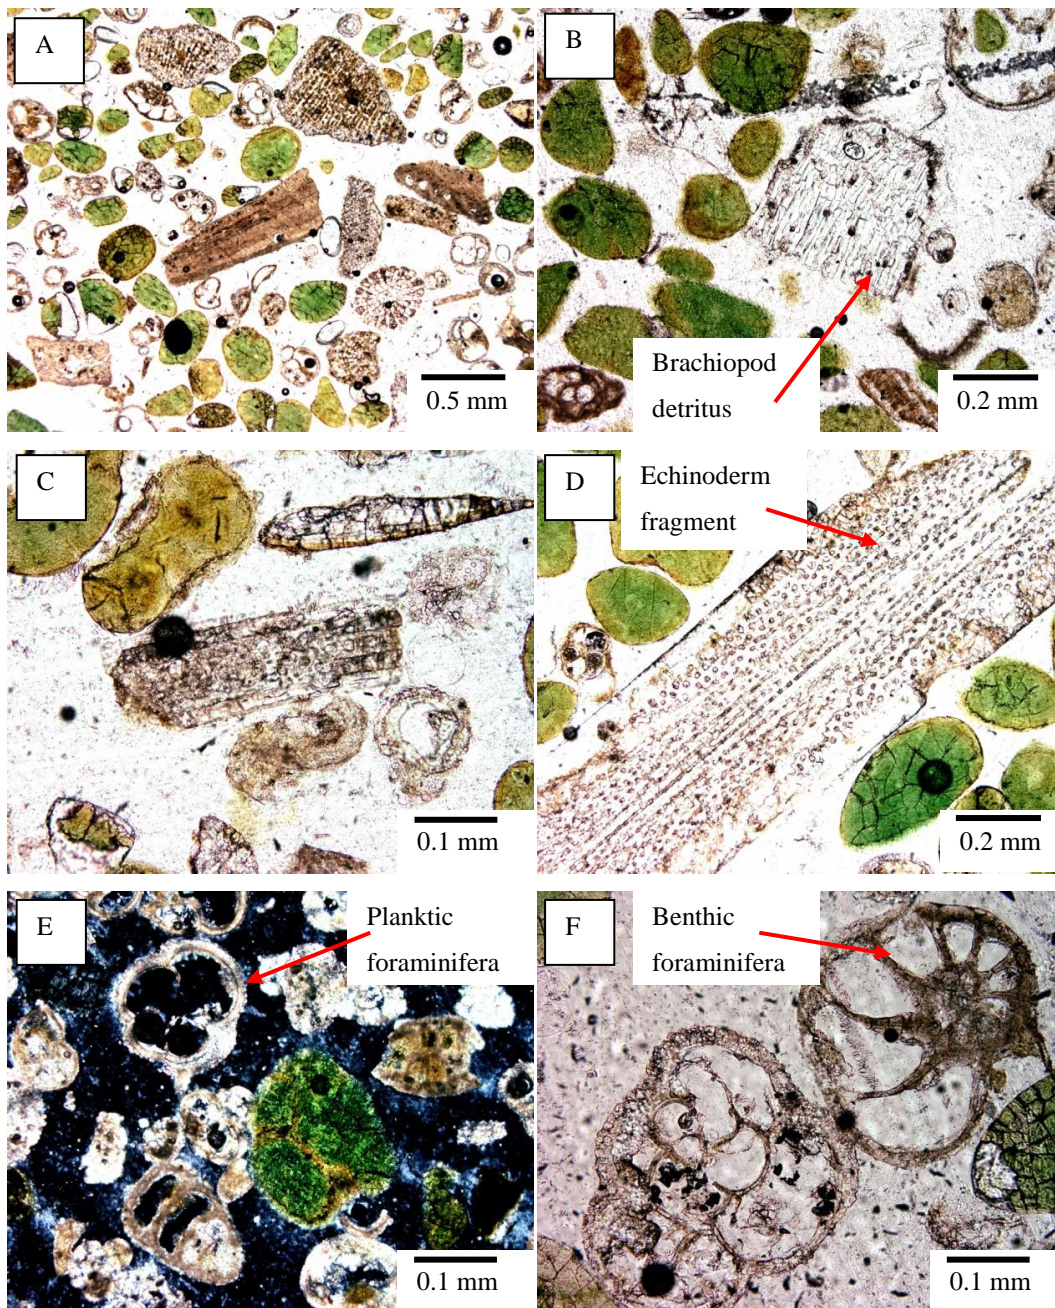 A
0.5 mm
B
Brachiopod
detritus
0.2 mm
C
0.1 mm
D
Echinoderm
fragment
0.2 mm
E
Planktic
foraminifera
0.1 mm
F
Benthic
foraminifera
0.1 mm